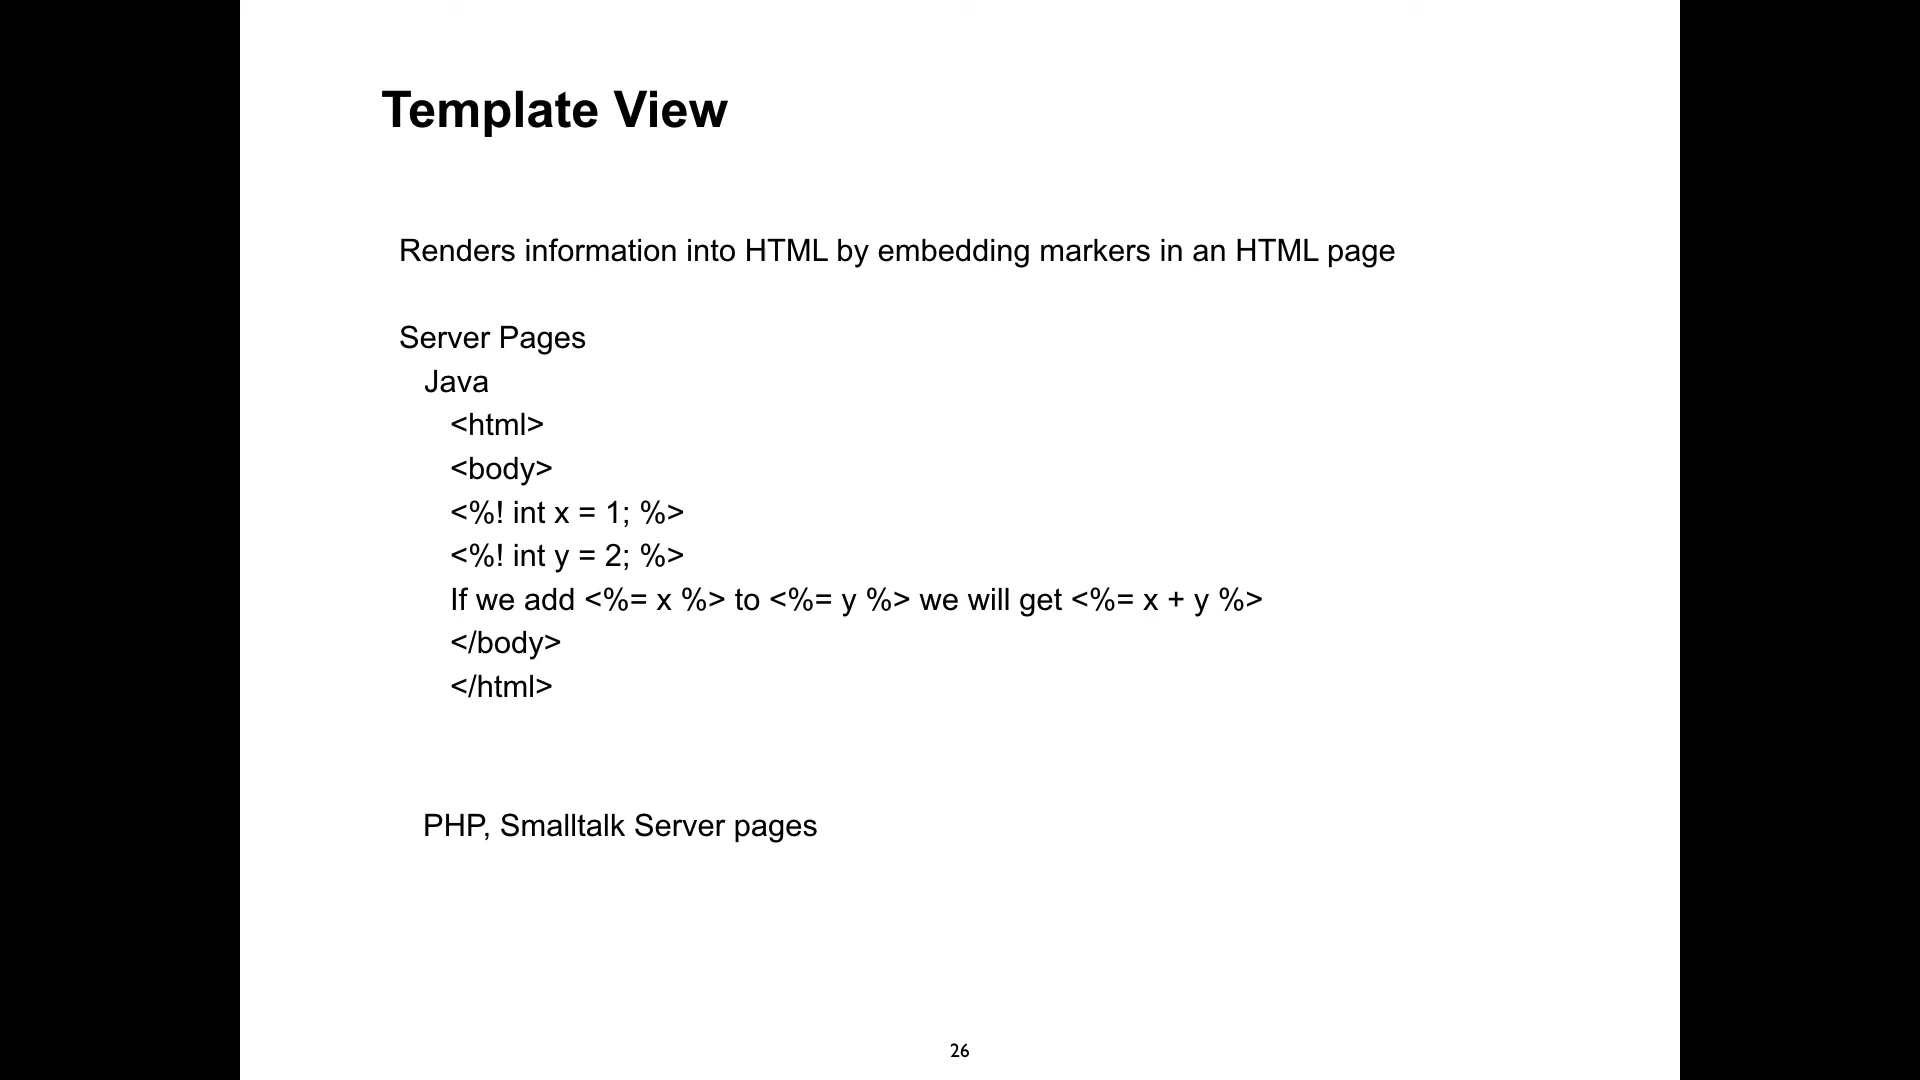 Template View
Renders information into HTML by embedding markers in an HTML page
Server Pages
Java
<html>
<body>
<%! int x = 1; %>
<%! int y = 2; %>
If we add <%= x %> to <%= y %> we will get <%= x + y %>
</body>
</html>
PHP, Smalltalk Server pages
26